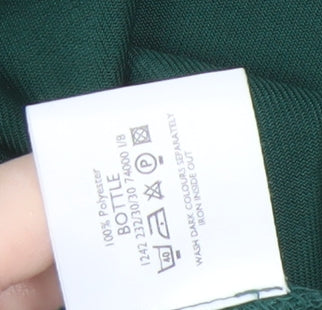 100% Polyester
BOTTLE
1242 232/30/30 74000 1/8
40 P
WASH DARK COLOURS SEPARATELY
IRON INSIDE OUT